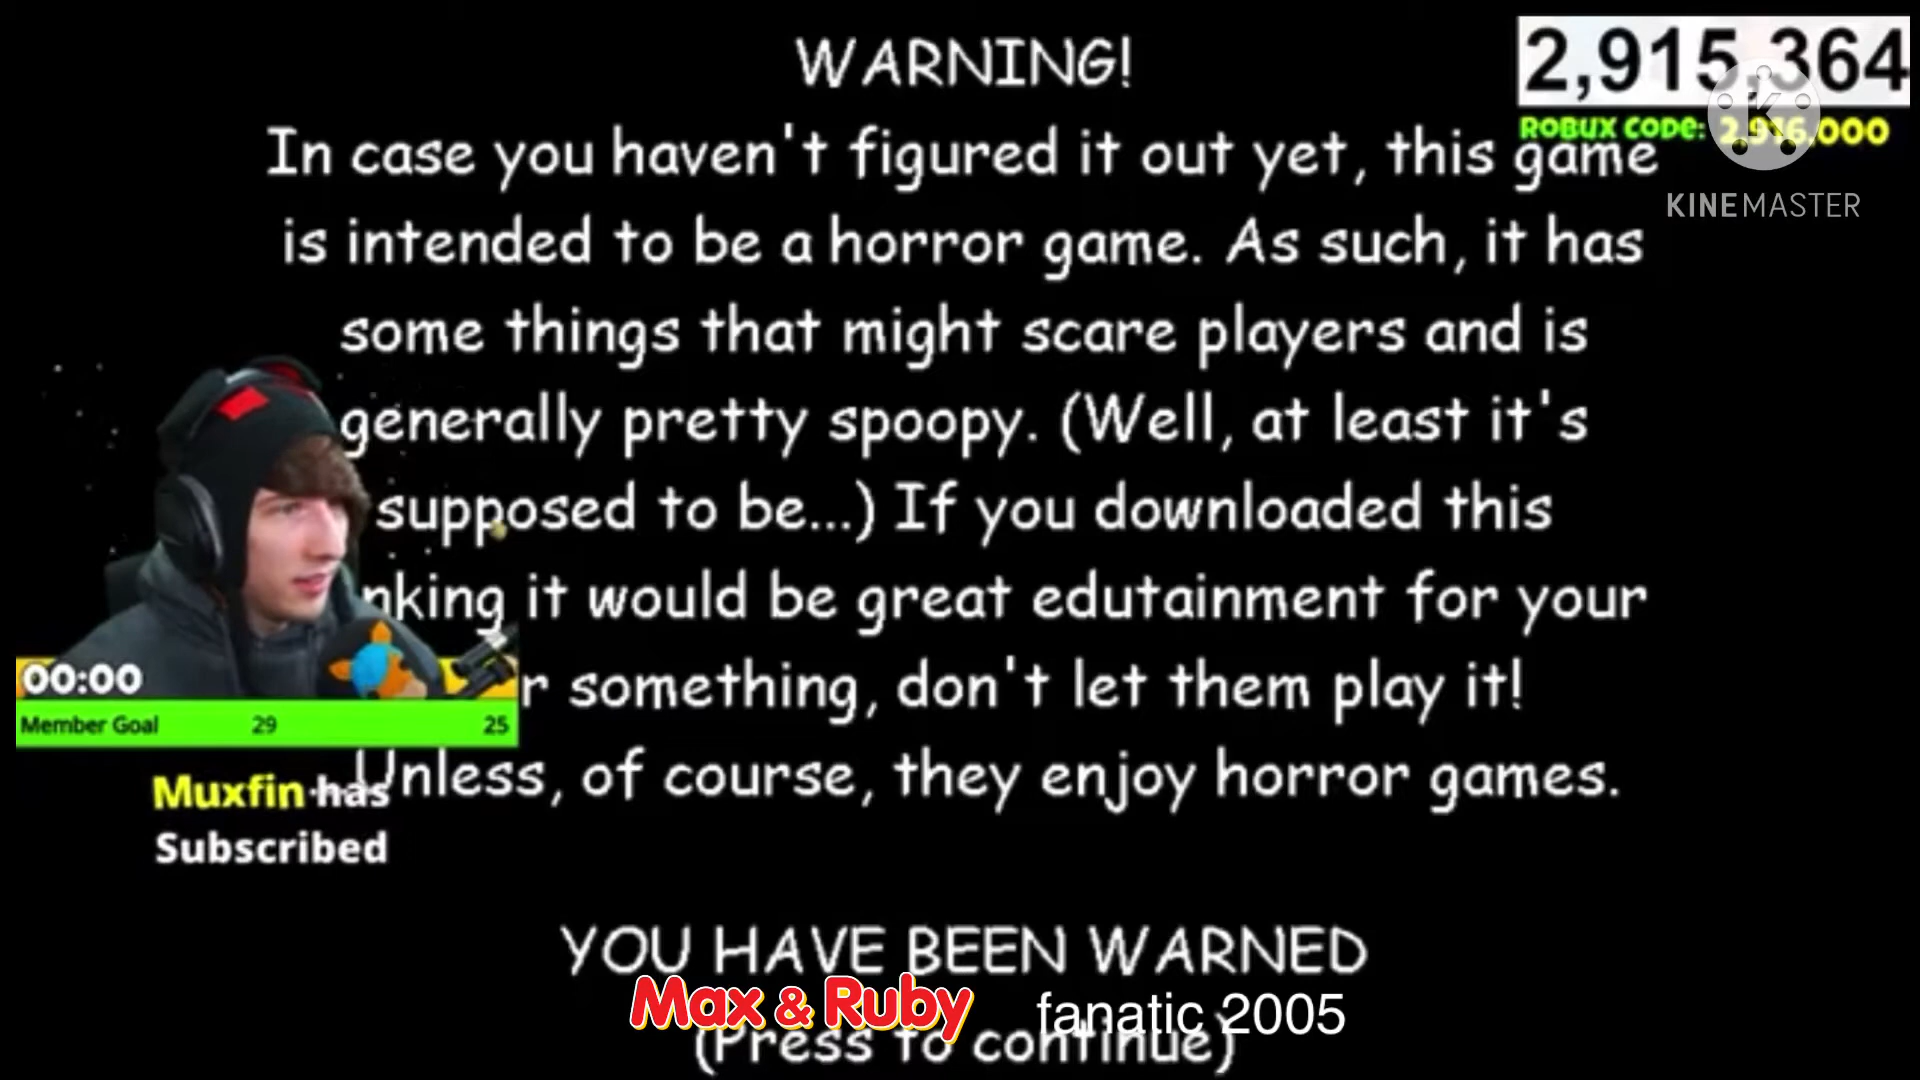 WARNING!
2,915,364
ROBUX CODE: 2,916,000
KINEMASTER
In case you haven't figured it out yet, this game
is intended to be a horror game. As such, it has
some things that might scare players and is
generally pretty spoopy. (Well, at least it's
supposed to be...) If you downloaded this
nking it would be great edutainment for your
r something, don't let them play it!
Unless, of course, they enjoy horror games.
00:00
Member Goal 29 25
Muxfin has
Subscribed
YOU HAVE BEEN WARNED
Max & Ruby fanatic 2005
(Press to continue)